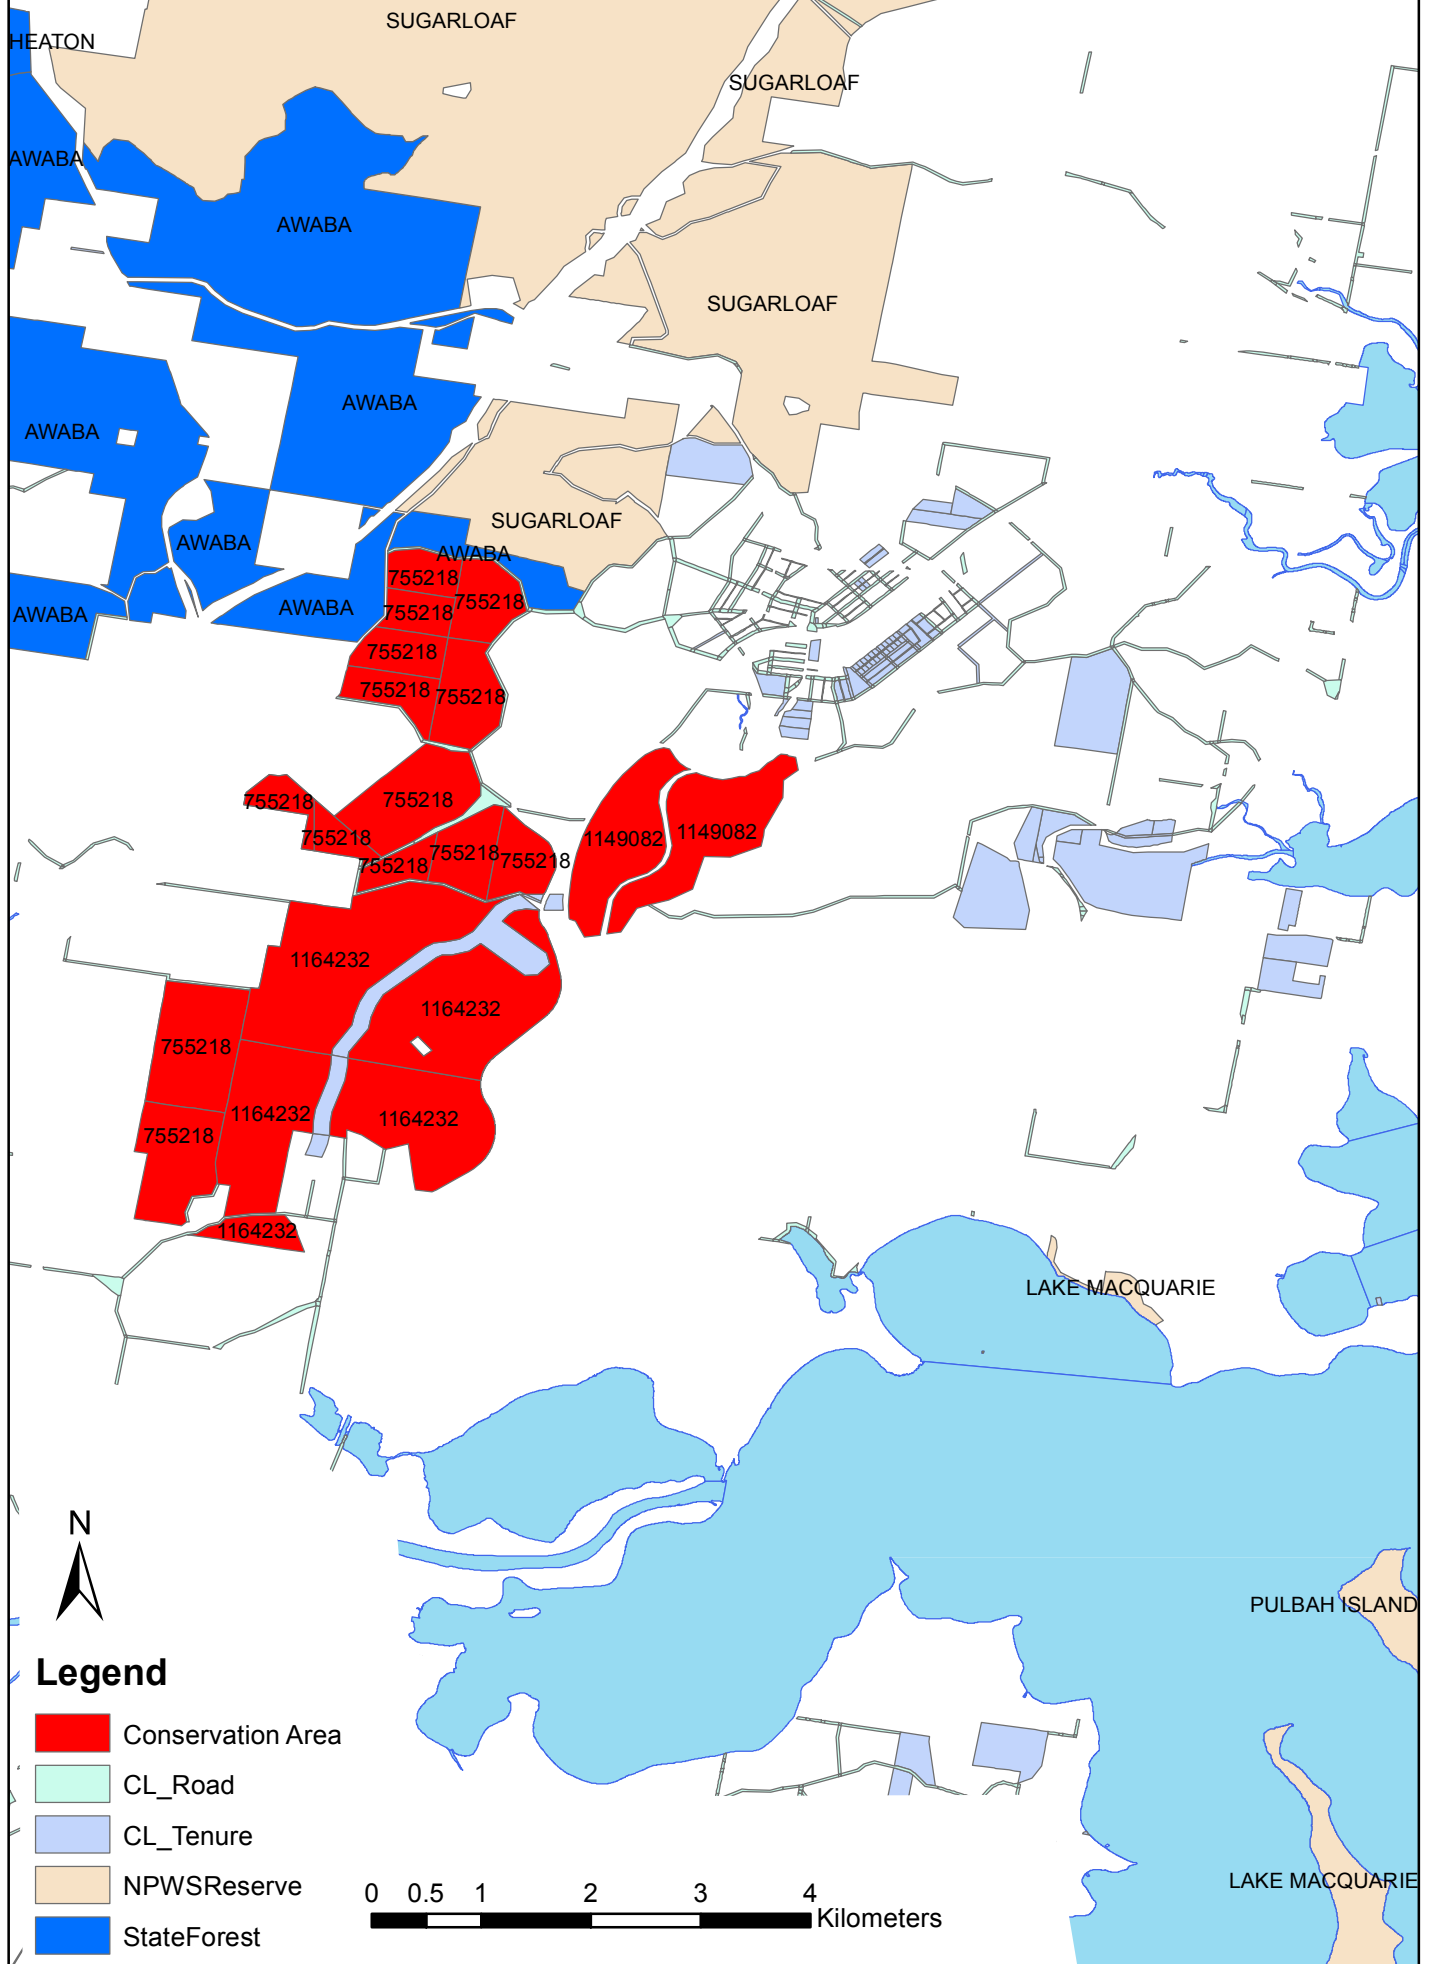 SUGARLOAF
HEATON
SUGARLOAF
AWABA
AWABA
SUGARLOAF
AWABA
AWABA
SUGARLOAF
AWABA
AWABA
755218
755218
755218
AWABA
AWABA
755218
755218
755218
755218
755218
755218
1149082
1149082
755218
755218
755218
1164232
1164232
755218
1164232
1164232
755218
1164232
LAKE MACQUARIE
N
PULBAH ISLAND
Legend
Conservation Area
CL_Road
CL_Tenure
LAKE MACQUARIE
NPWSReserve
0 0.5 1 2 3 4
Kilometers
StateForest